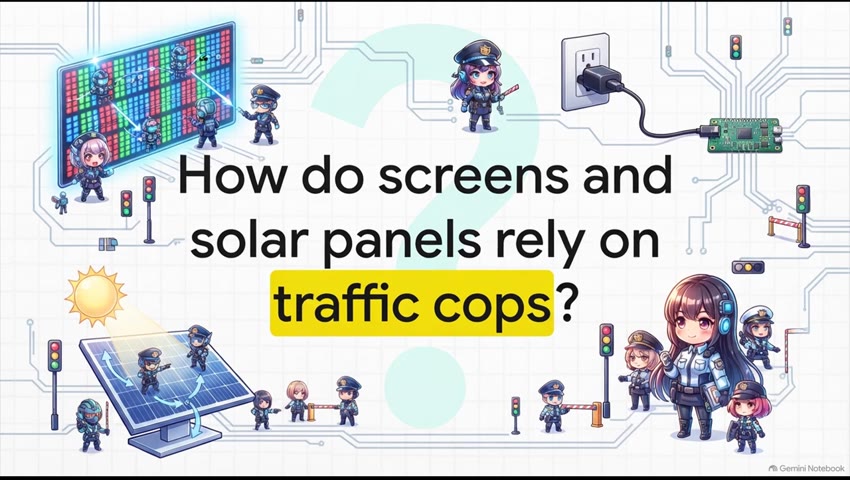 How do screens and
solar panels rely on
traffic cops?
Gemini Notebook